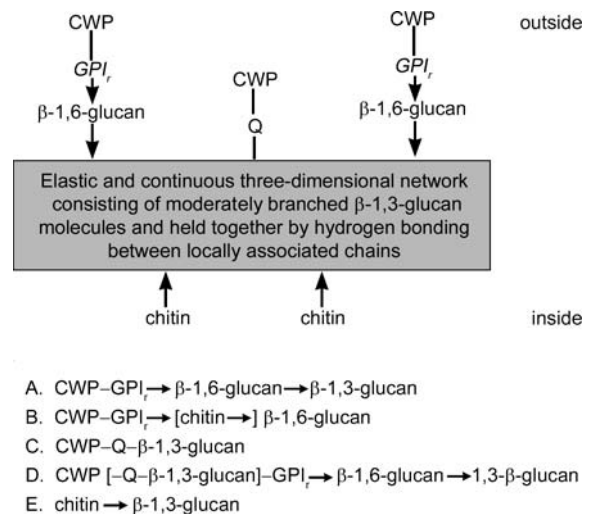 CWP CWP outside
GPIr CWP GPIr
β-1,6-glucan Q β-1,6-glucan
Elastic and continuous three-dimensional network
consisting of moderately branched β-1,3-glucan
molecules and held together by hydrogen bonding
between locally associated chains
chitin chitin inside
A. CWP–GPIr→ β-1,6-glucan→β-1,3-glucan
B. CWP–GPIr→ [chitin→] β-1,6-glucan
C. CWP–Q–β-1,3-glucan
D. CWP [–Q–β-1,3-glucan]–GPIr→ β-1,6-glucan →1,3-β-glucan
E. chitin→ β-1,3-glucan